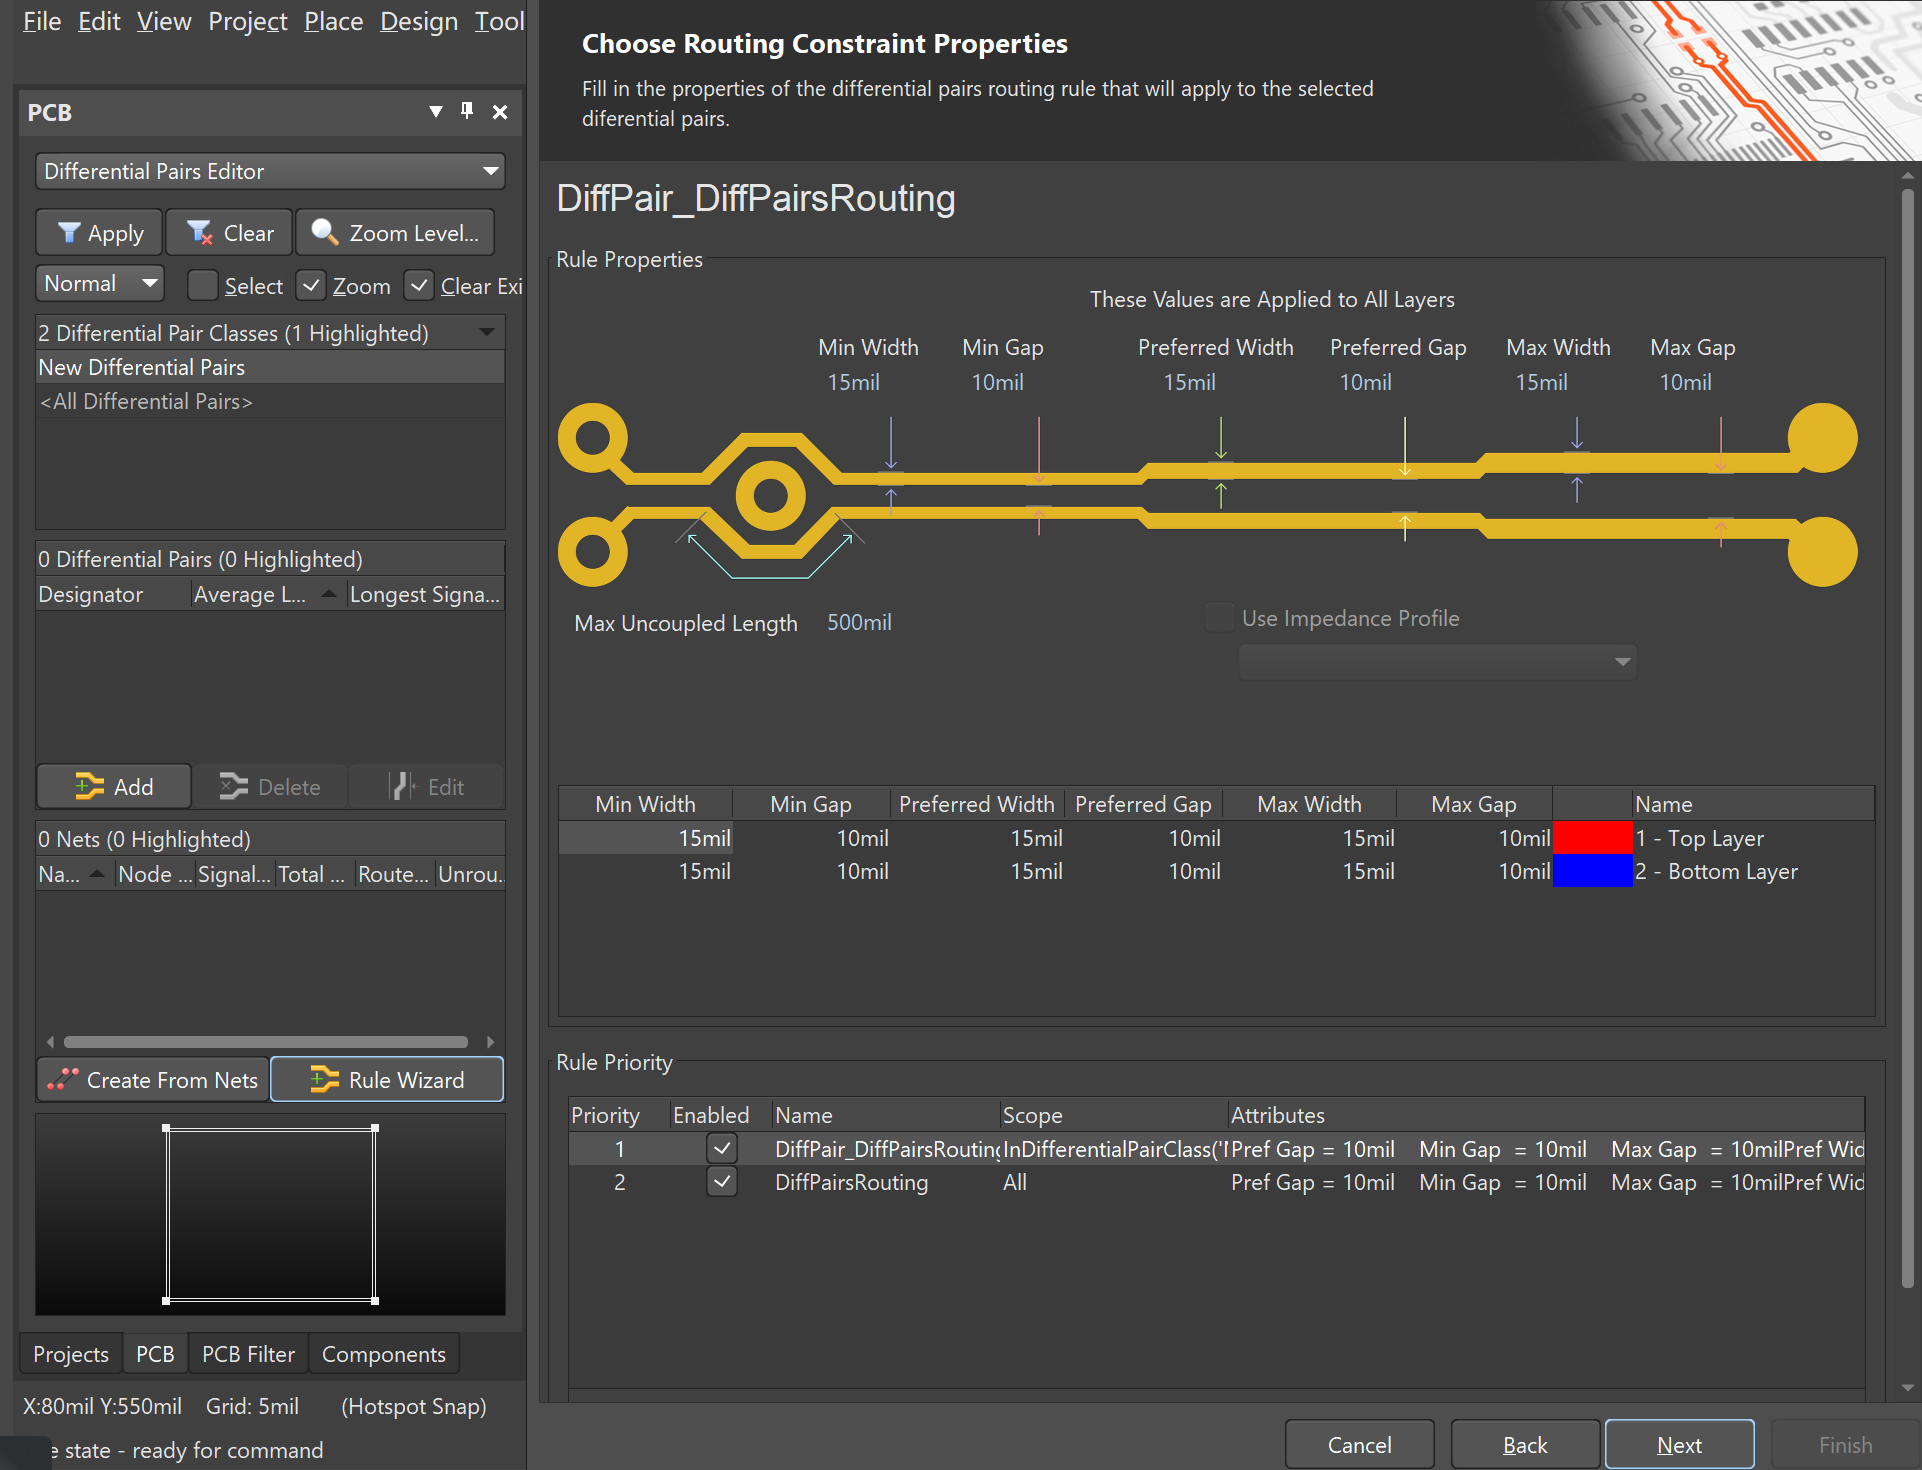 File Edit View Project Place Design Tool
PCB
Differential Pairs Editor
Apply Clear Zoom Level...
Normal Select Zoom Clear Exi
2 Differential Pair Classes (1 Highlighted)
New Differential Pairs
<All Differential Pairs>
0 Differential Pairs (0 Highlighted)
Designator Average L... Longest Signa...
Add Delete Edit
0 Nets (0 Highlighted)
Na... Node ... Signal... Total ... Route... Unrou..
Create From Nets Rule Wizard
Projects PCB PCB Filter Components
X:80mil Y:550mil Grid: 5mil (Hotspot Snap)
e state - ready for command
Choose Routing Constraint Properties
Fill in the properties of the differential pairs routing rule that will apply to the selected
diferential pairs.
DiffPair_DiffPairsRouting
Rule Properties
These Values are Applied to All Layers
Min Width Min Gap Preferred Width Preferred Gap Max Width Max Gap
15mil 10mil 15mil 10mil 15mil 10mil
Max Uncoupled Length 500mil
Use Impedance Profile
Min Width Min Gap Preferred Width Preferred Gap Max Width Max Gap Name
15mil 10mil 15mil 10mil 15mil 10mil 1 - Top Layer
15mil 10mil 15mil 10mil 15mil 10mil 2 - Bottom Layer
Rule Priority
Priority Enabled Name Scope Attributes
1 DiffPair_DiffPairsRouting InDifferentialPairClass(' Pref Gap = 10mil Min Gap = 10mil Max Gap = 10milPref Wid
2 DiffPairsRouting All Pref Gap = 10mil Min Gap = 10mil Max Gap = 10milPref Wid
Cancel Back Next Finish